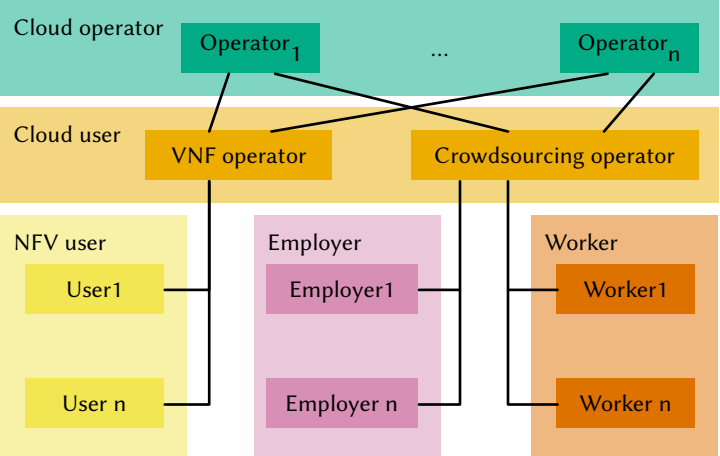 Cloud operator
Operator1 ... Operatorn
Cloud user
VNF operator Crowdsourcing operator
NFV user Employer Worker
User1 Employer1 Worker1
User n Employer n Worker n